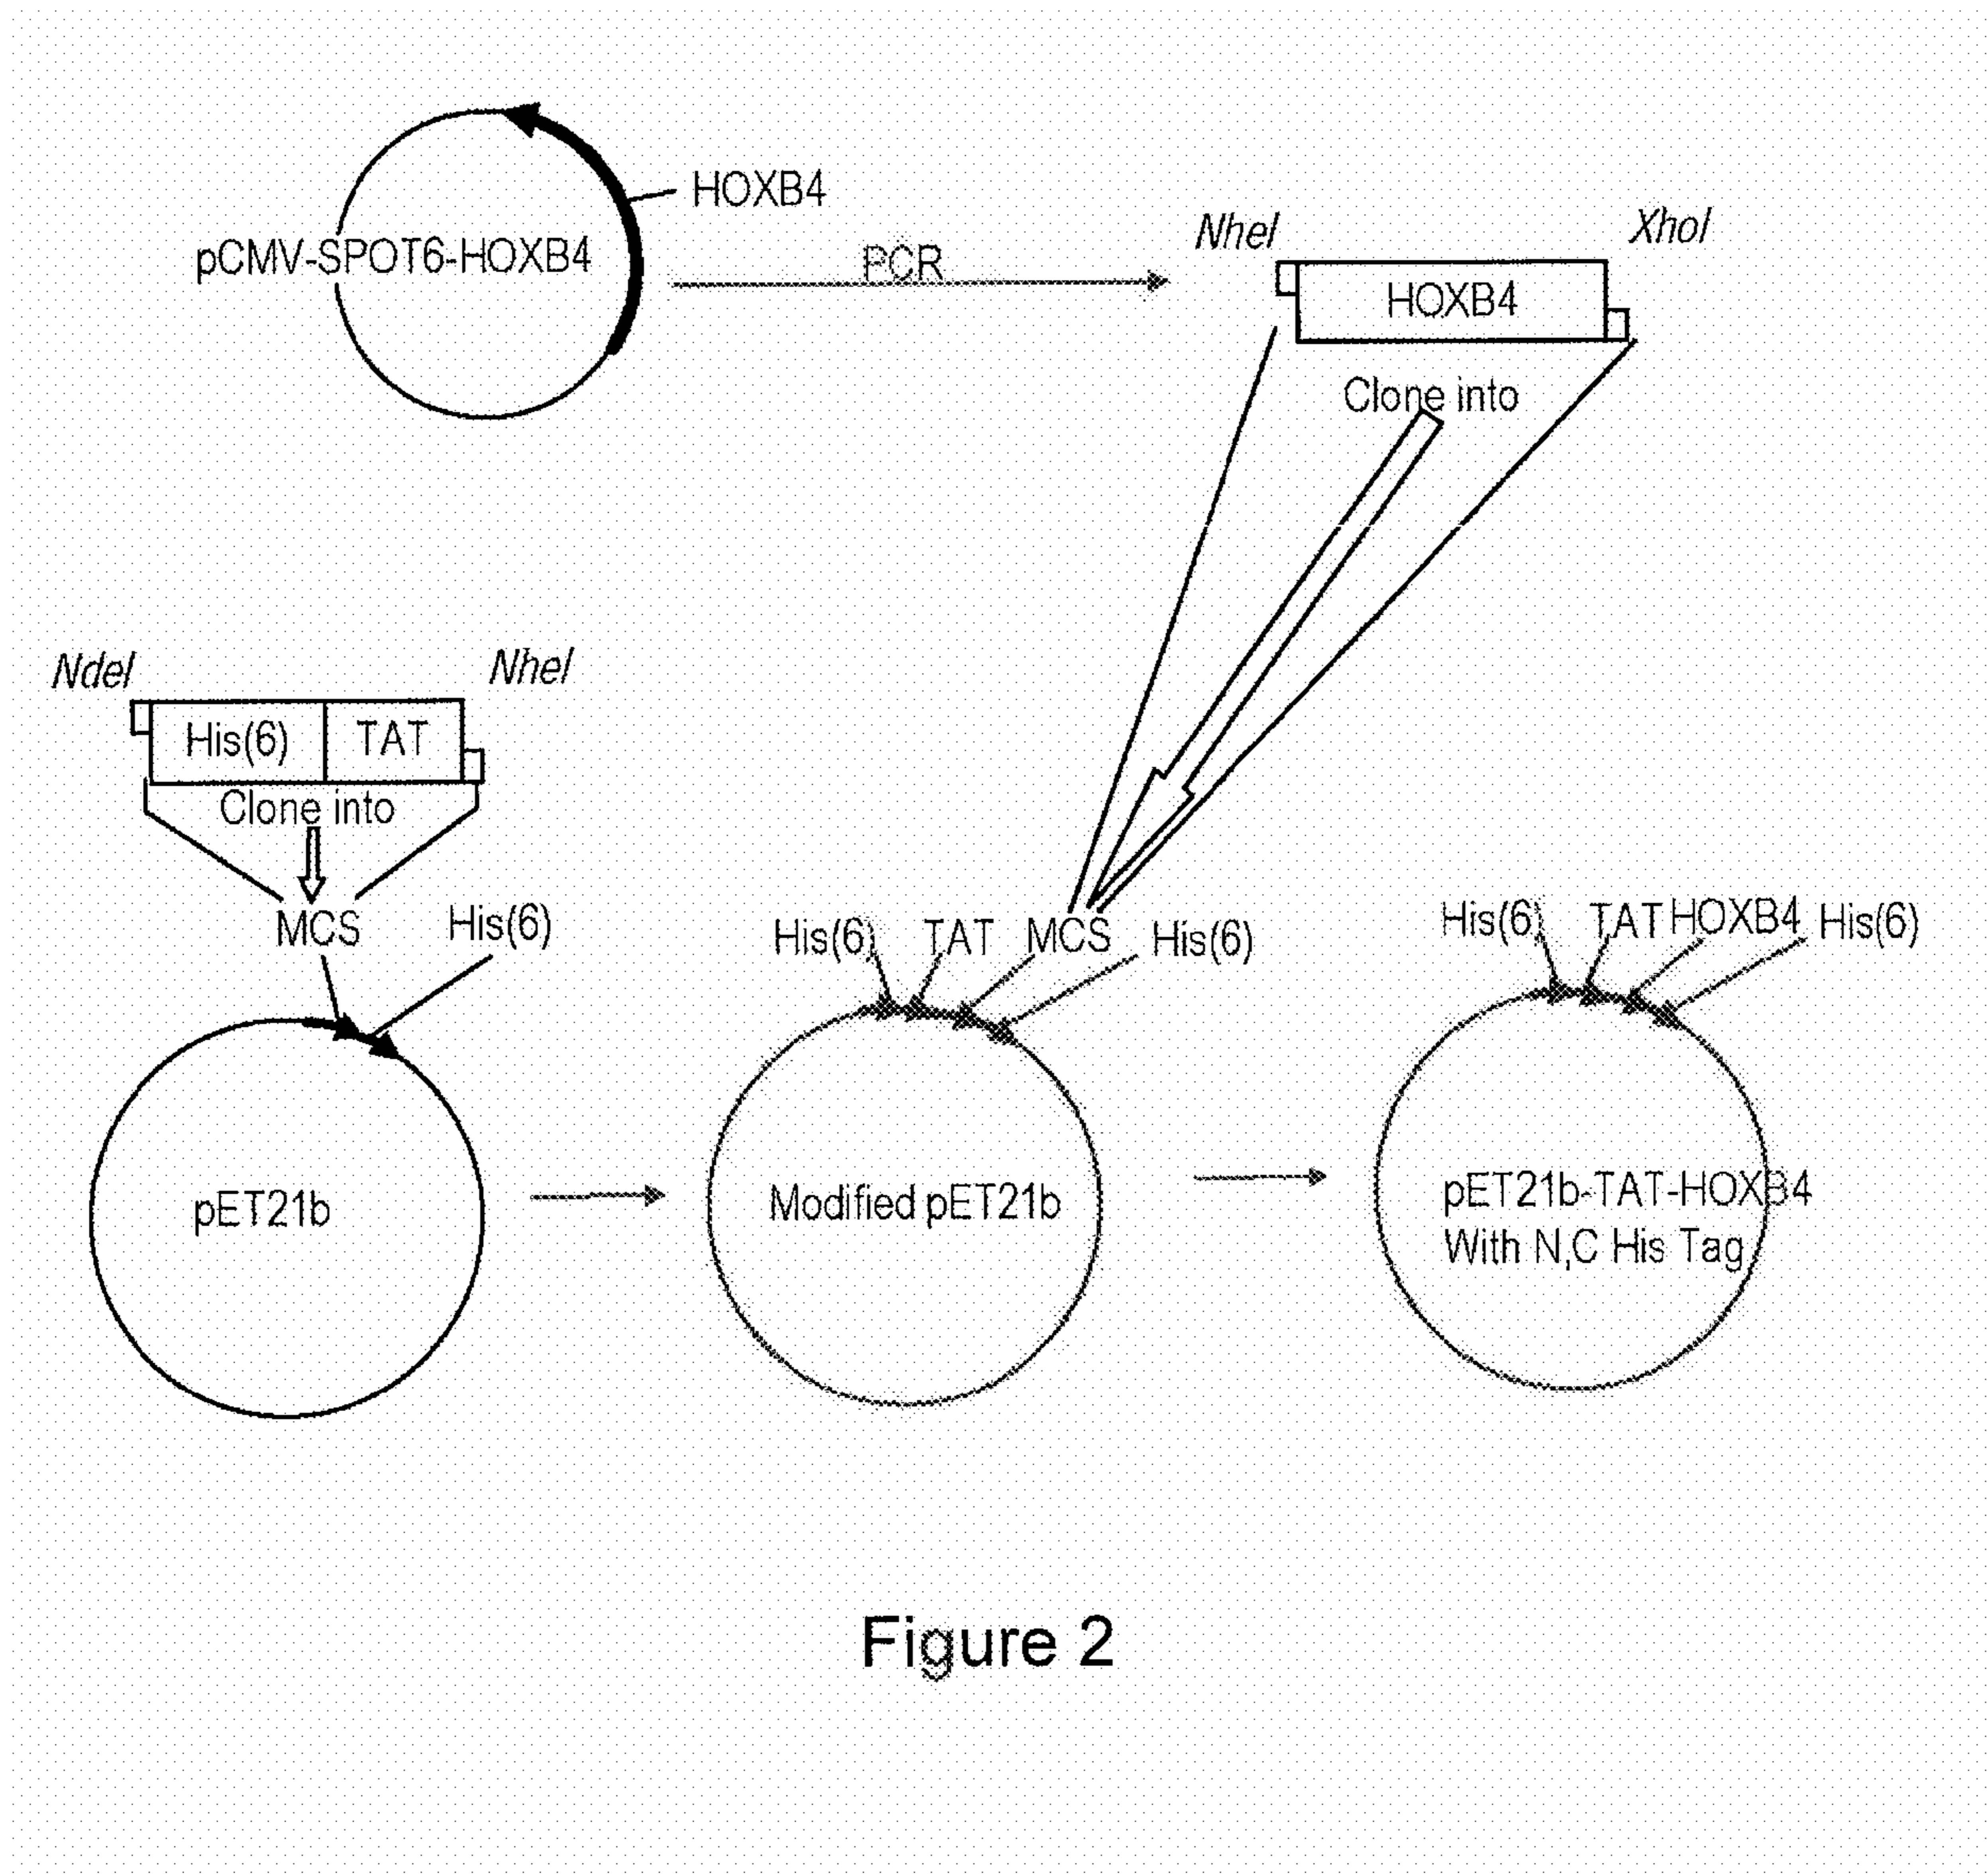 HOXB4
pCMV-SPOT6-HOXB4
PCR
NheI
XhoI
HOXB4
Clone into
NdeI
NheI
His(6)
TAT
Clone into
MCS
His(6)
His(6)
TAT
MCS
His(6)
His(6)
TAT
HOXB4
His(6)
pET21b
Modified pET21b
pET21b-TAT-HOXB4
With N,C His Tag
Figure 2